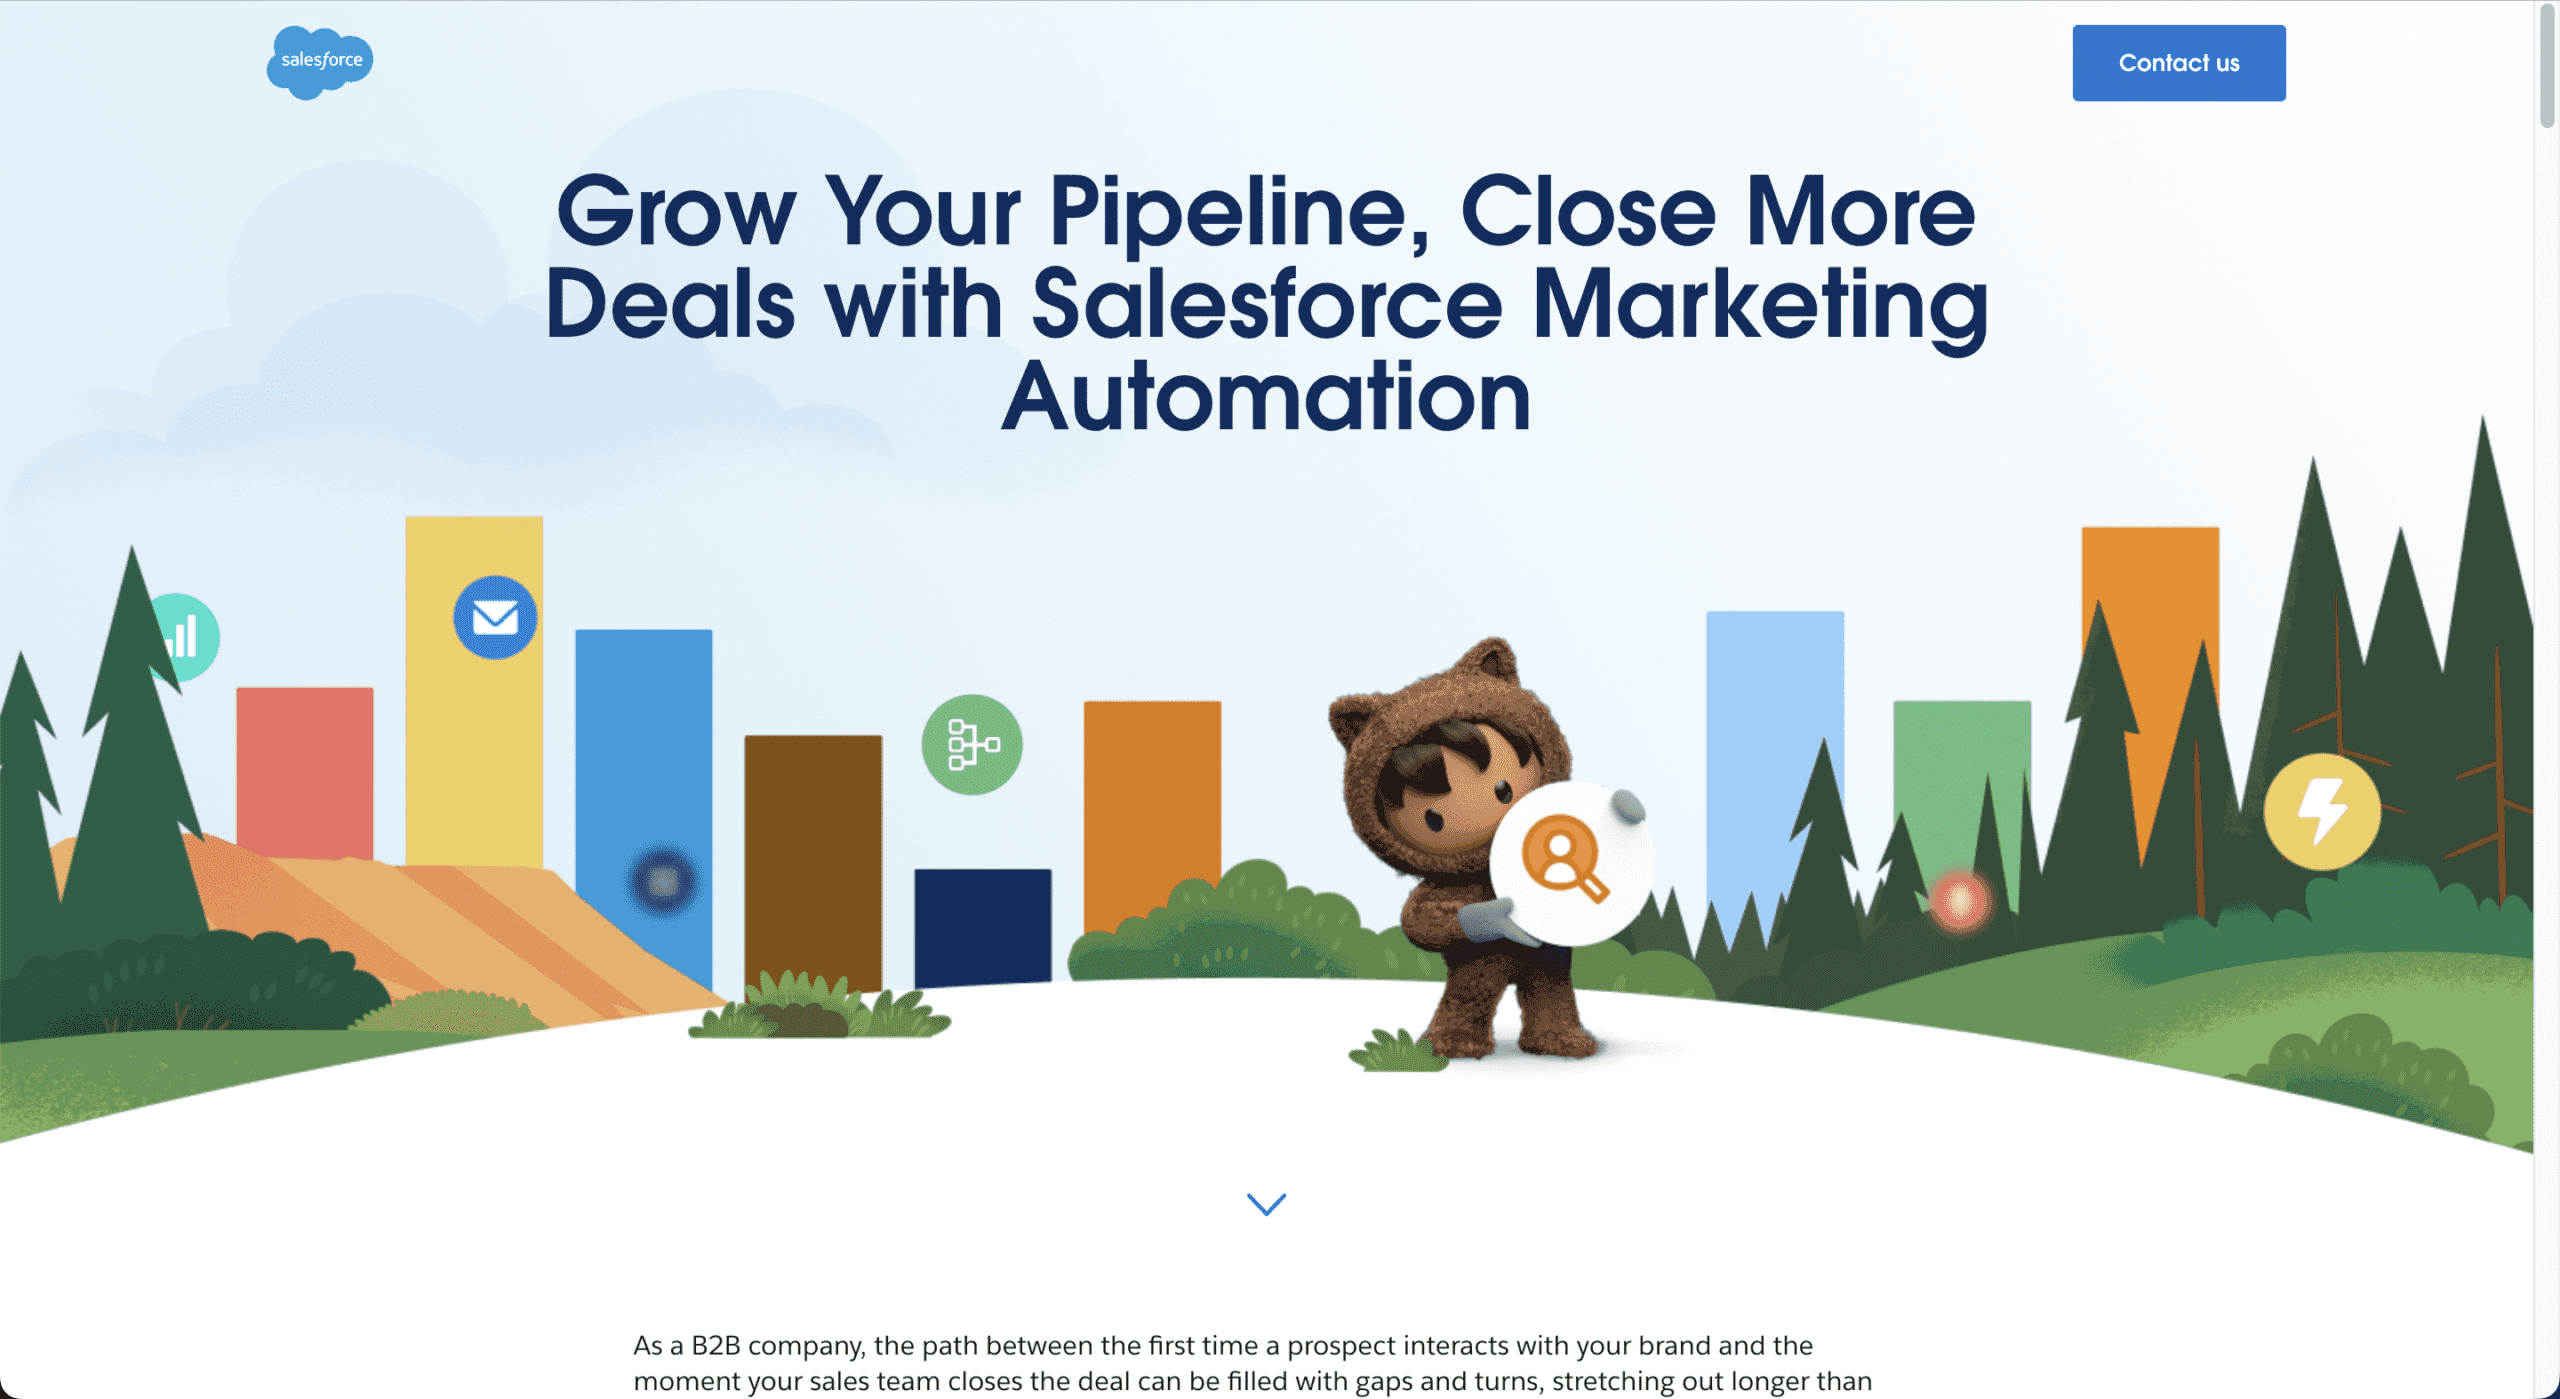 salesforce
Contact us
Grow Your Pipeline, Close More
Deals with Salesforce Marketing
Automation
As a B2B company, the path between the first time a prospect interacts with your brand and the
moment your sales team closes the deal can be filled with gaps and turns, stretching out longer than